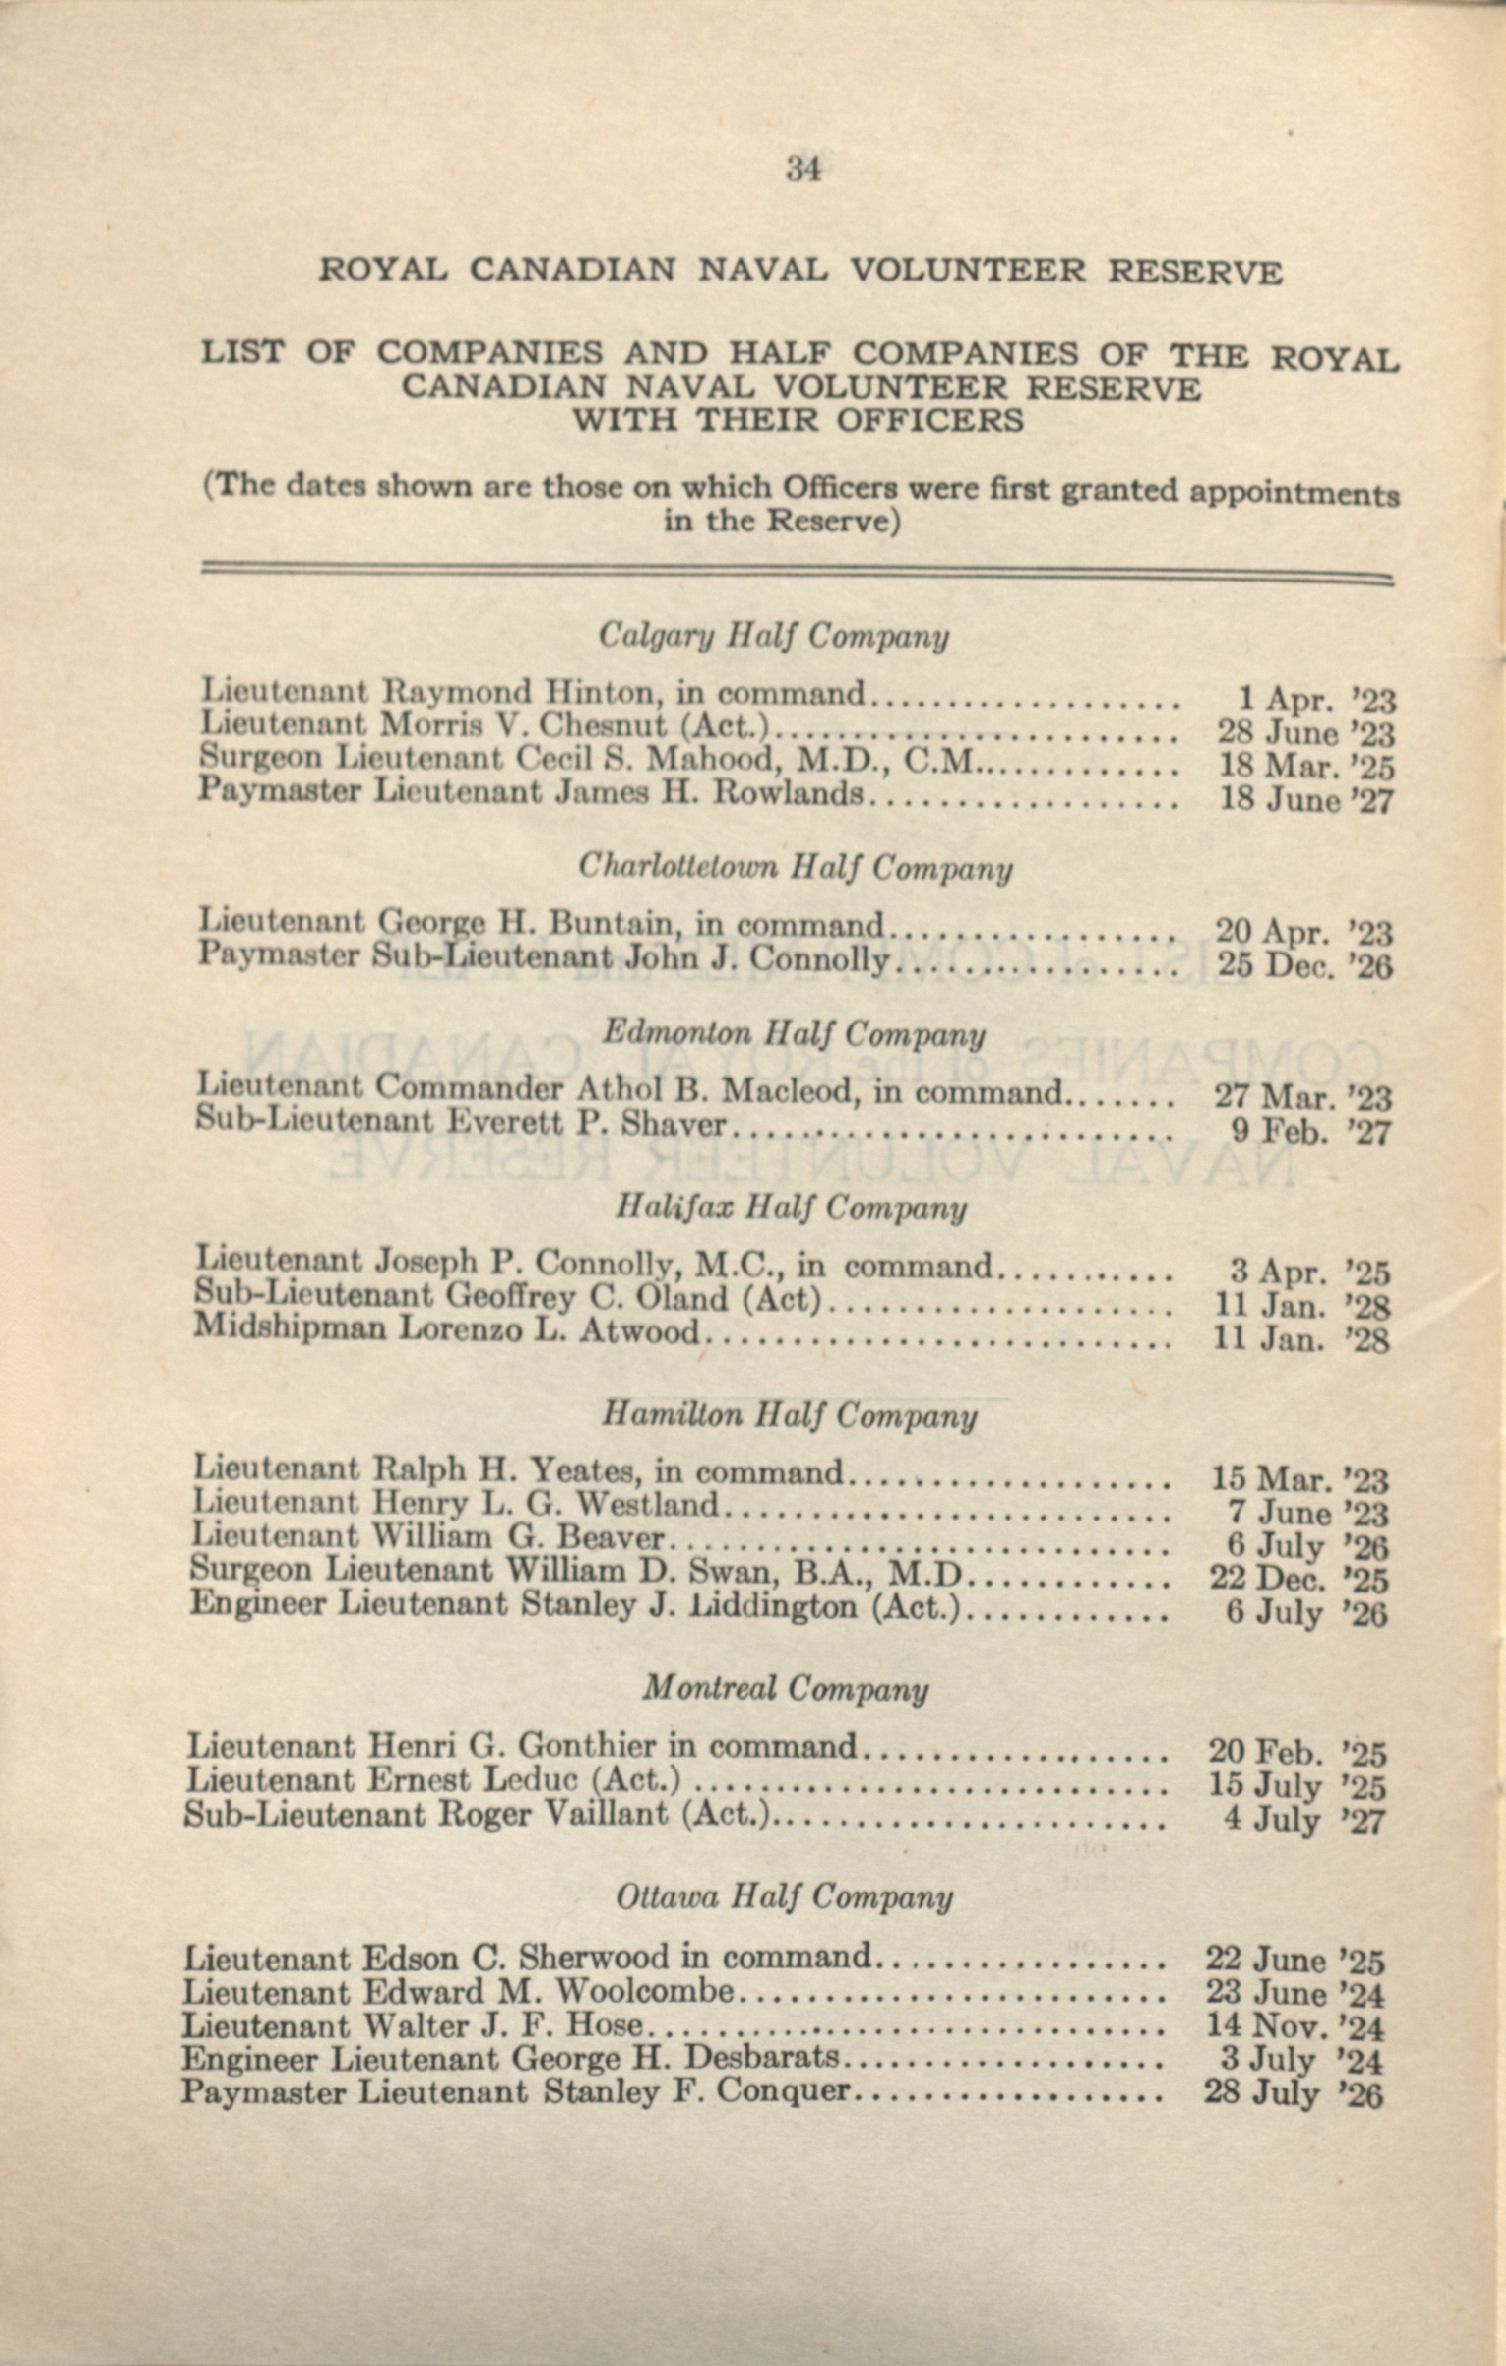 34
ROYAL CANADIAN NAVAL VOLUNTEER RESERVE
LIST OF COMPANIES AND HALF COMPANIES OF THE ROYAL
CANADIAN NAVAL VOLUNTEER RESERVE
WITH THEIR OFFICERS
(The dates shown are those on which Officers were first granted appointments
in the Reserve)
Calgary Half Company
Lieutenant Raymond Hinton, in command.................... 1 Apr. '23
Lieutenant Morris V. Chesnut (Act.).......................... 28 June '23
Surgeon Lieutenant Cecil S. Mahood, M.D., C.M.............. 18 Mar. '25
Paymaster Lieutenant James H. Rowlands.................... 18 June '27
Charlottetown Half Company
Lieutenant George H. Buntain, in command.................. 20 Apr. '23
Paymaster Sub-Lieutenant John J. Connolly.................. 25 Dec. '26
Edmonton Half Company
Lieutenant Commander Athol B. Macleod, in command....... 27 Mar. '23
Sub-Lieutenant Everett P. Shaver............................ 9 Feb. '27
Halifax Half Company
Lieutenant Joseph P. Connolly, M.C., in command........... 3 Apr. '25
Sub-Lieutenant Geoffrey C. Oland (Act)...................... 11 Jan. '28
Midshipman Lorenzo L. Atwood.............................. 11 Jan. '28
Hamilton Half Company
Lieutenant Ralph H. Yeates, in command..................... 15 Mar. '23
Lieutenant Henry L. G. Westland............................ 7 June '23
Lieutenant William G. Beaver................................ 6 July '26
Surgeon Lieutenant William D. Swan, B.A., M.D............. 22 Dec. '25
Engineer Lieutenant Stanley J. Liddington (Act.)............. 6 July '26
Montreal Company
Lieutenant Henri G. Gonthier in command................... 20 Feb. '25
Lieutenant Ernest Leduc (Act.) .............................. 15 July '25
Sub-Lieutenant Roger Vaillant (Act.)......................... 4 July '27
Ottawa Half Company
Lieutenant Edson C. Sherwood in command.................. 22 June '25
Lieutenant Edward M. Woolcombe........................... 23 June '24
Lieutenant Walter J. F. Hose................................. 14 Nov. '24
Engineer Lieutenant George H. Desbarats.................... 3 July '24
Paymaster Lieutenant Stanley F. Conquer................... 28 July '26